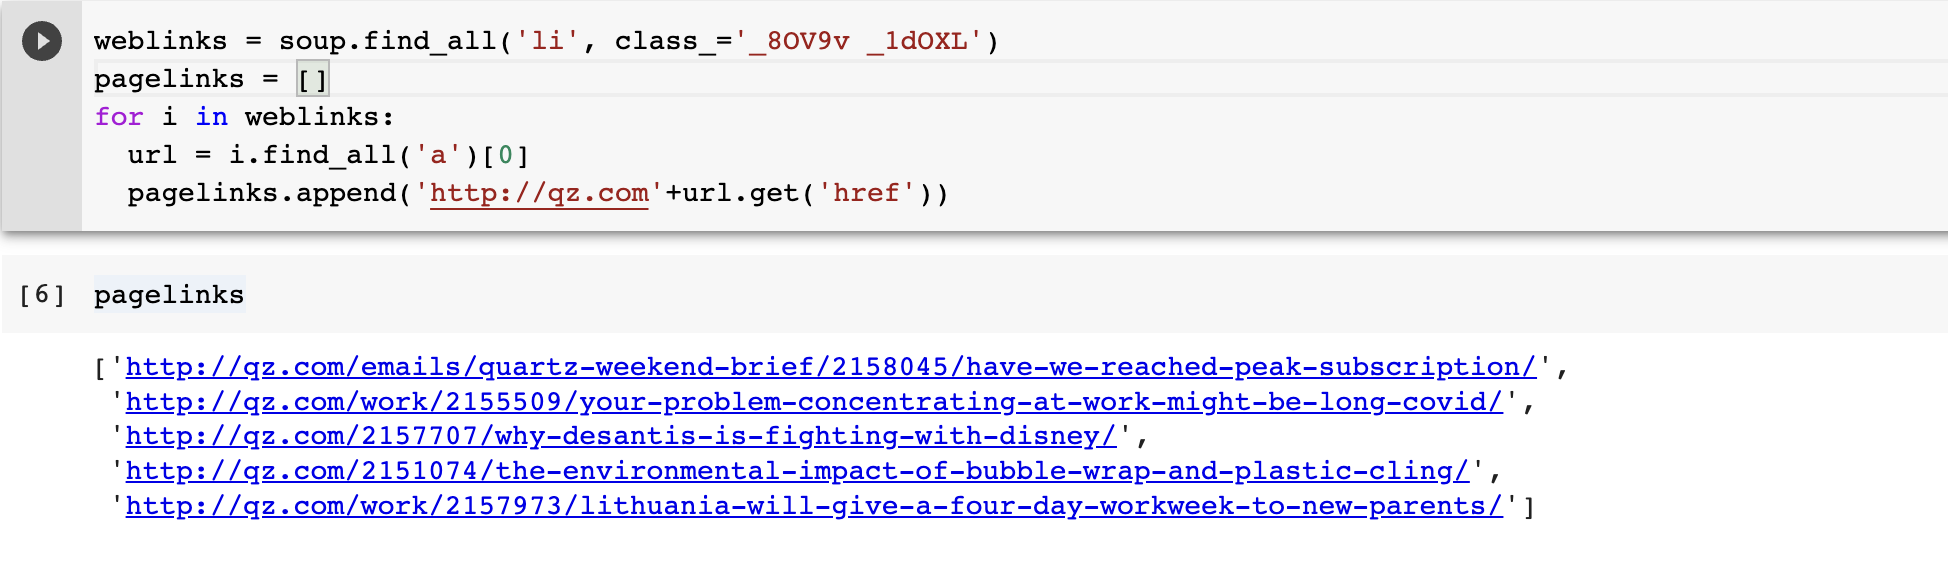 weblinks = soup.find_all('li', class_='_8OV9v _1dOXL')
pagelinks = []
for i in weblinks:
  url = i.find_all('a')[0]
  pagelinks.append('http://qz.com'+url.get('href'))
[6] pagelinks
['http://qz.com/emails/quartz-weekend-brief/2158045/have-we-reached-peak-subscription/',
 'http://qz.com/work/2155509/your-problem-concentrating-at-work-might-be-long-covid/',
 'http://qz.com/2157707/why-desantis-is-fighting-with-disney/',
 'http://qz.com/2151074/the-environmental-impact-of-bubble-wrap-and-plastic-cling/',
 'http://qz.com/work/2157973/lithuania-will-give-a-four-day-workweek-to-new-parents/']